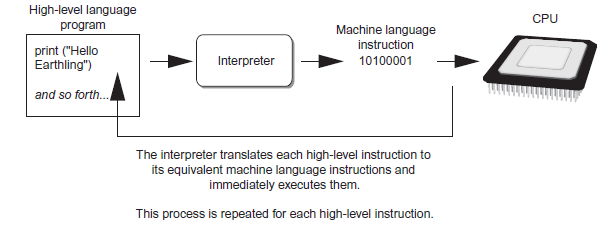 High-level language
program
print ("Hello
Earthling")
and so forth...
Interpreter
Machine language
instruction
10100001
CPU
The interpreter translates each high-level instruction to
its equivalent machine language instructions and
immediately executes them.
This process is repeated for each high-level instruction.